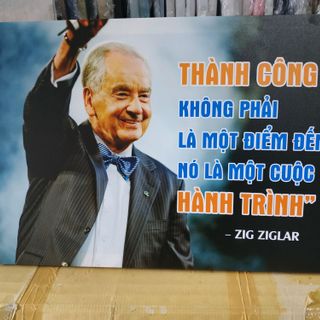 THÀNH CÔNG
KHÔNG PHẢI
LÀ MỘT ĐIỂM ĐẾN
NÓ LÀ MỘT CUỘC
HÀNH TRÌNH"
– ZIG ZIGLAR